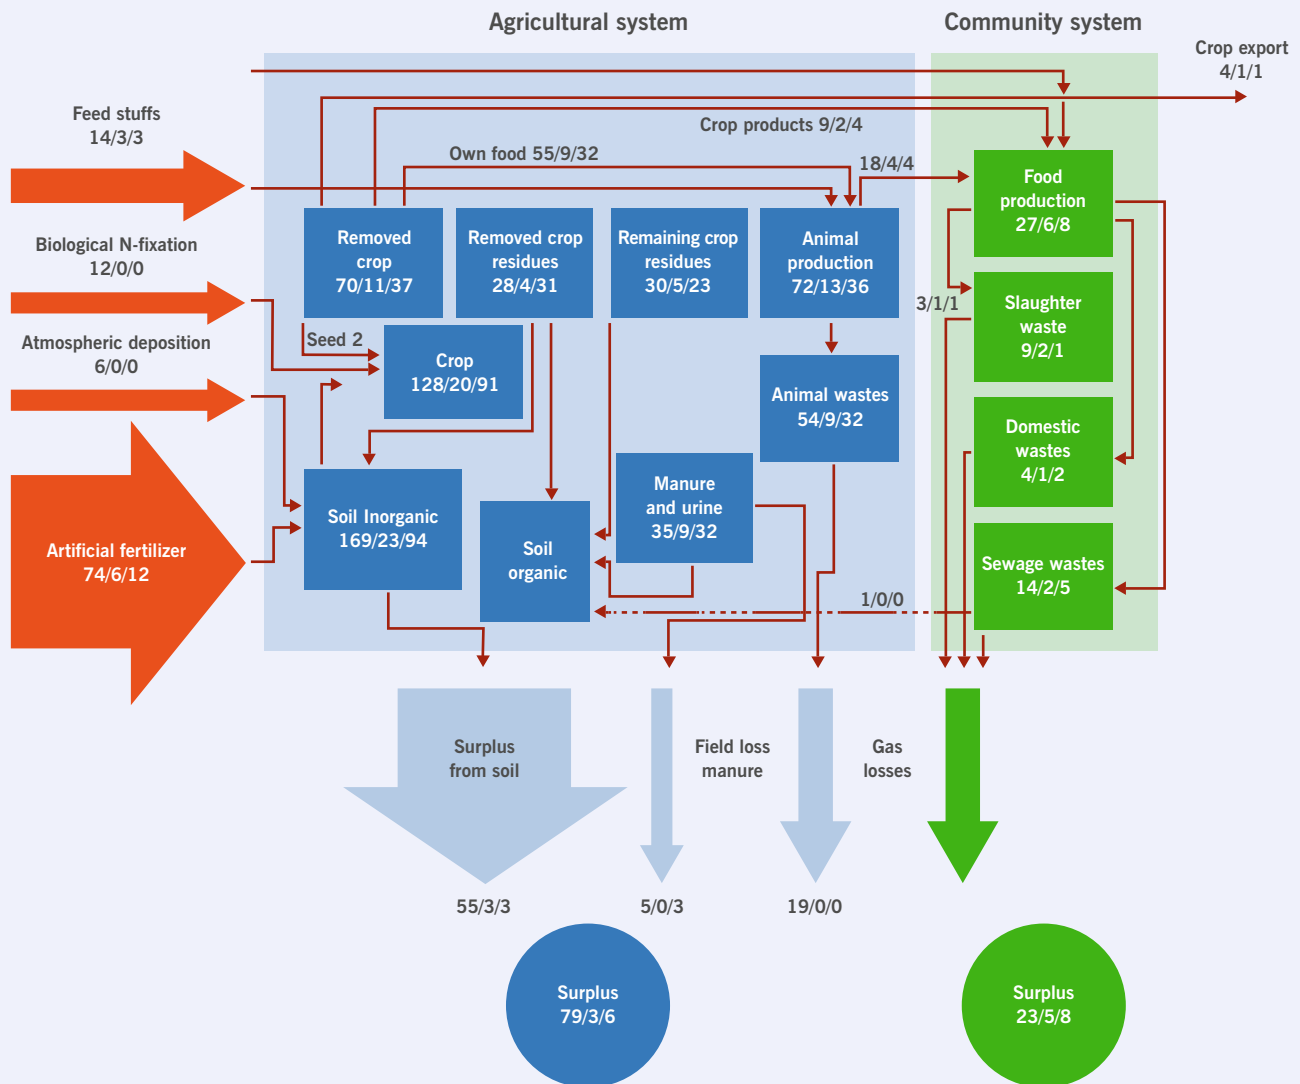 Agricultural system
Community system
Crop export
4/1/1
Feed stuffs
14/3/3
Crop products 9/2/4
Own food 55/9/32
18/4/4
Food
production
27/6/8
Biological N-fixation
12/0/0
Removed
crop
70/11/37
Removed crop
residues
28/4/31
Remaining crop
residues
30/5/23
Animal
production
72/13/36
3/1/1
Slaughter
waste
9/2/1
Atmospheric deposition
6/0/0
Seed 2
Crop
128/20/91
Animal wastes
54/9/32
Domestic
wastes
4/1/2
Artificial fertilizer
74/6/12
Soil Inorganic
169/23/94
Soil
organic
Manure
and urine
35/9/32
Sewage wastes
14/2/5
1/0/0
Surplus
from soil
Field loss
manure
Gas
losses
55/3/3
5/0/3
19/0/0
Surplus
79/3/6
Surplus
23/5/8